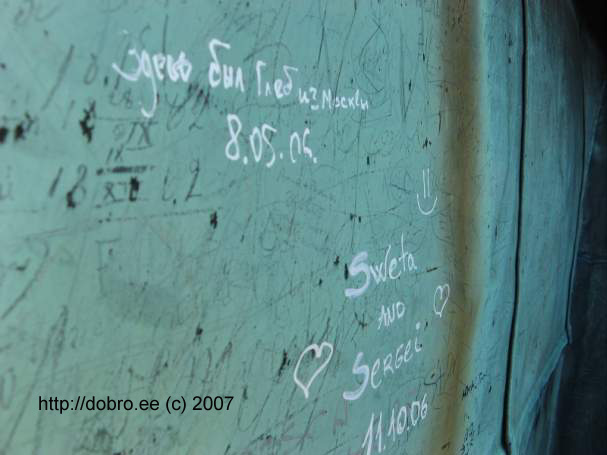 здесь был Глеб из Москвы
8.05.06.
Sweta
AND
Sergei
11.10.06
http://dobro.ee (c) 2007